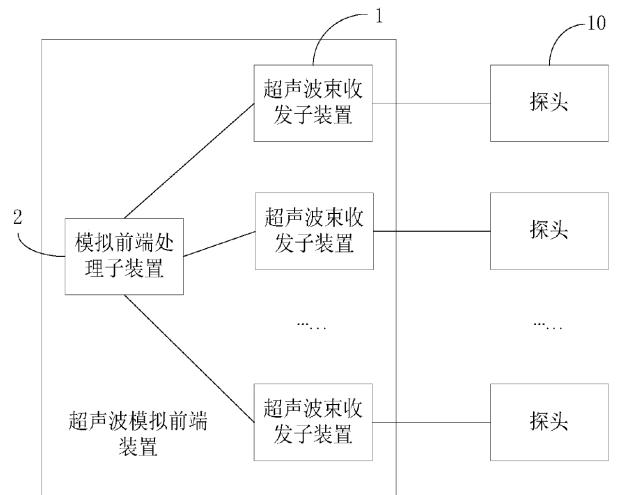 1
10
超声波束收
发子装置
探头
2
模拟前端处
理子装置
超声波束收
发子装置
探头
…...
…...
超声波模拟前端
装置
超声波束收
发子装置
探头